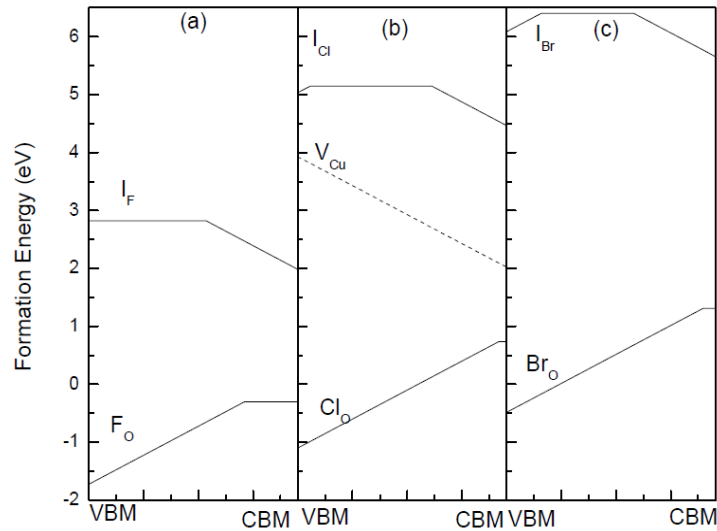 (a) (b) (c)
Formation Energy (eV)
6
5
4
3
2
1
0
-1
-2
I_F
F_O
I_Cl
V_Cu
Cl_O
I_Br
Br_O
VBM CBM VBM CBM VBM CBM